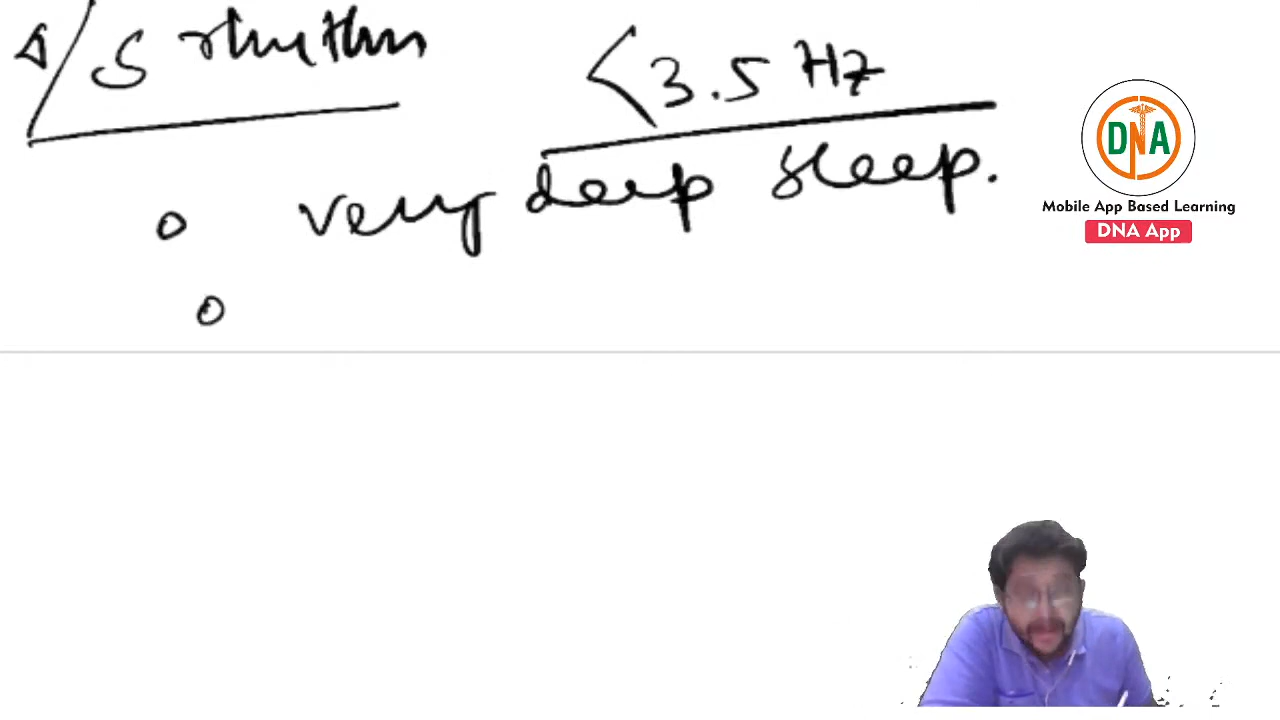 Δ/δ rhythm <3.5 Hz
very deep sleep.
DNA
Mobile App Based Learning
DNA App